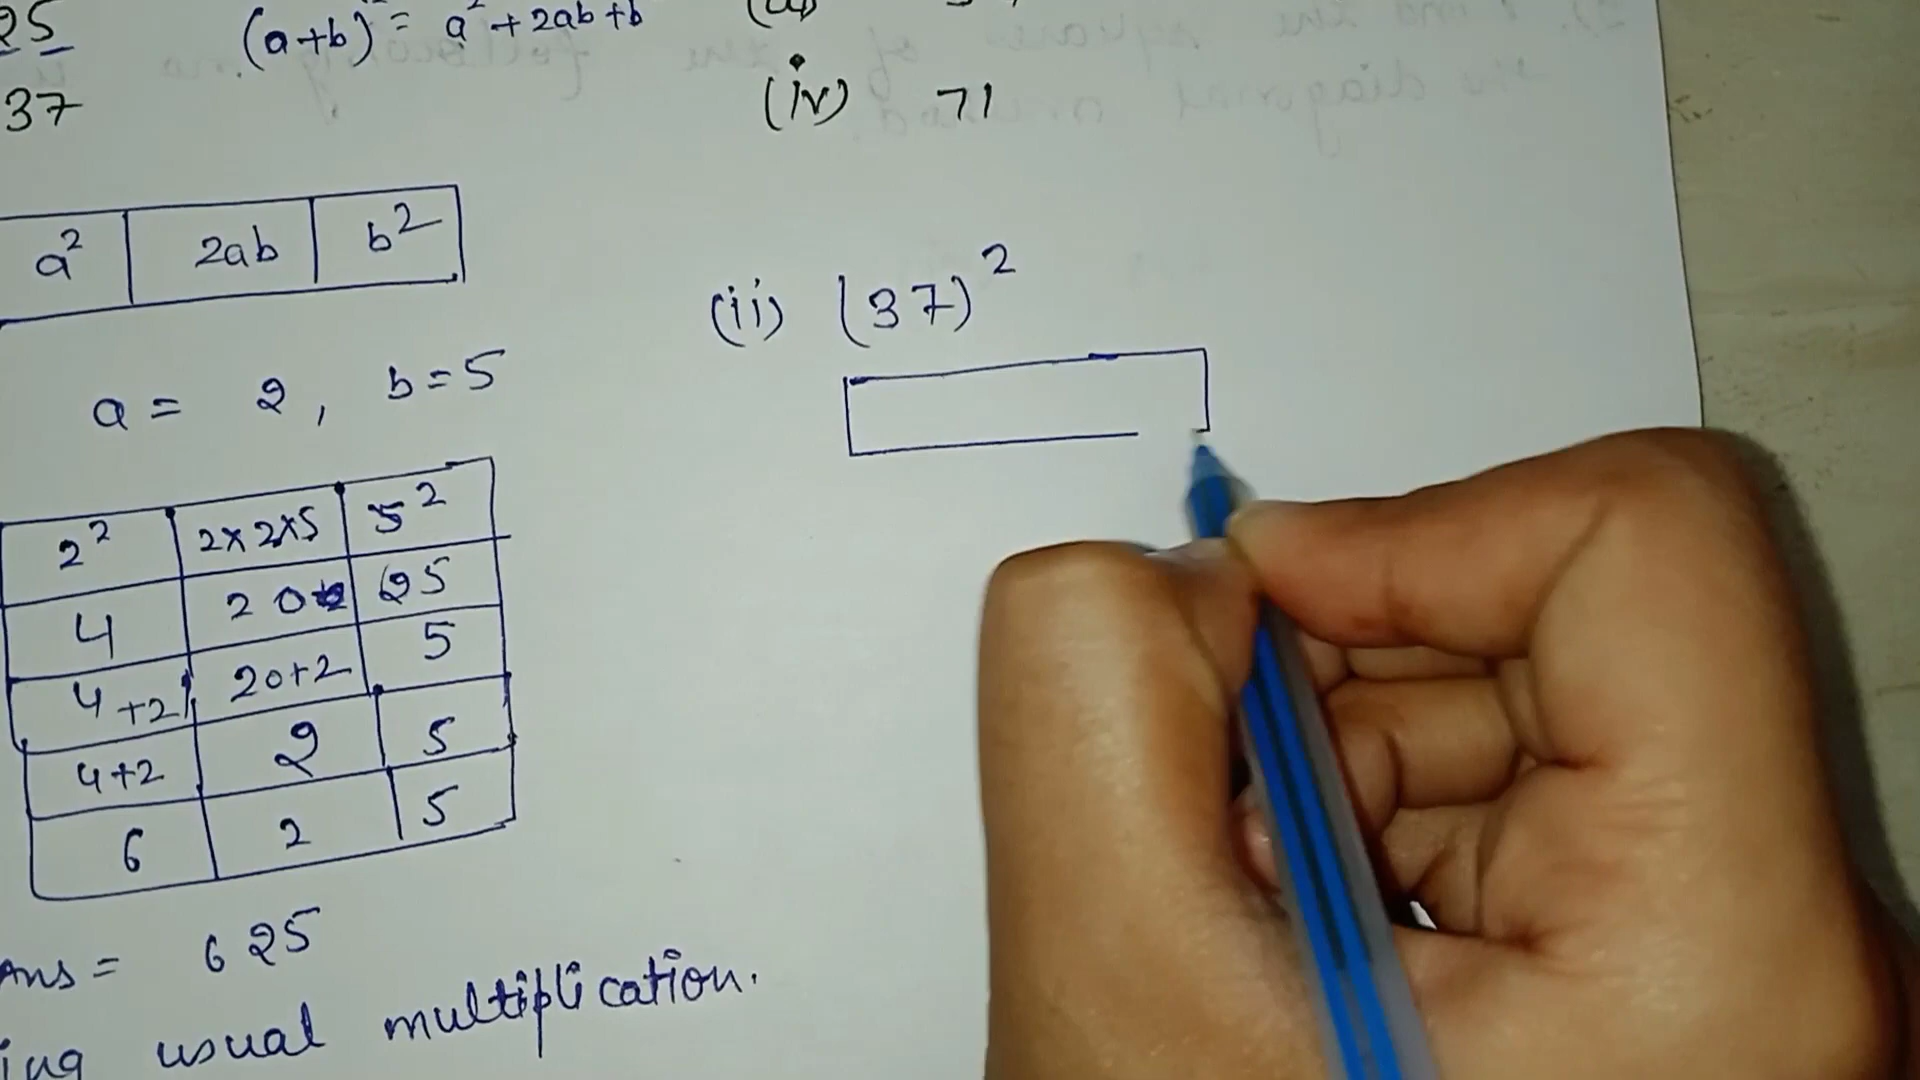 25 (a+b)² = a²+2ab+b
37
(iv) 71
a² 2ab b²
(ii) (37)²
a = 2, b=5
2² 2×2×5 5²
4 20 25
4+2 20+2 5
4+2 2 5
6 2 5
Ans = 625
usual multiplication.